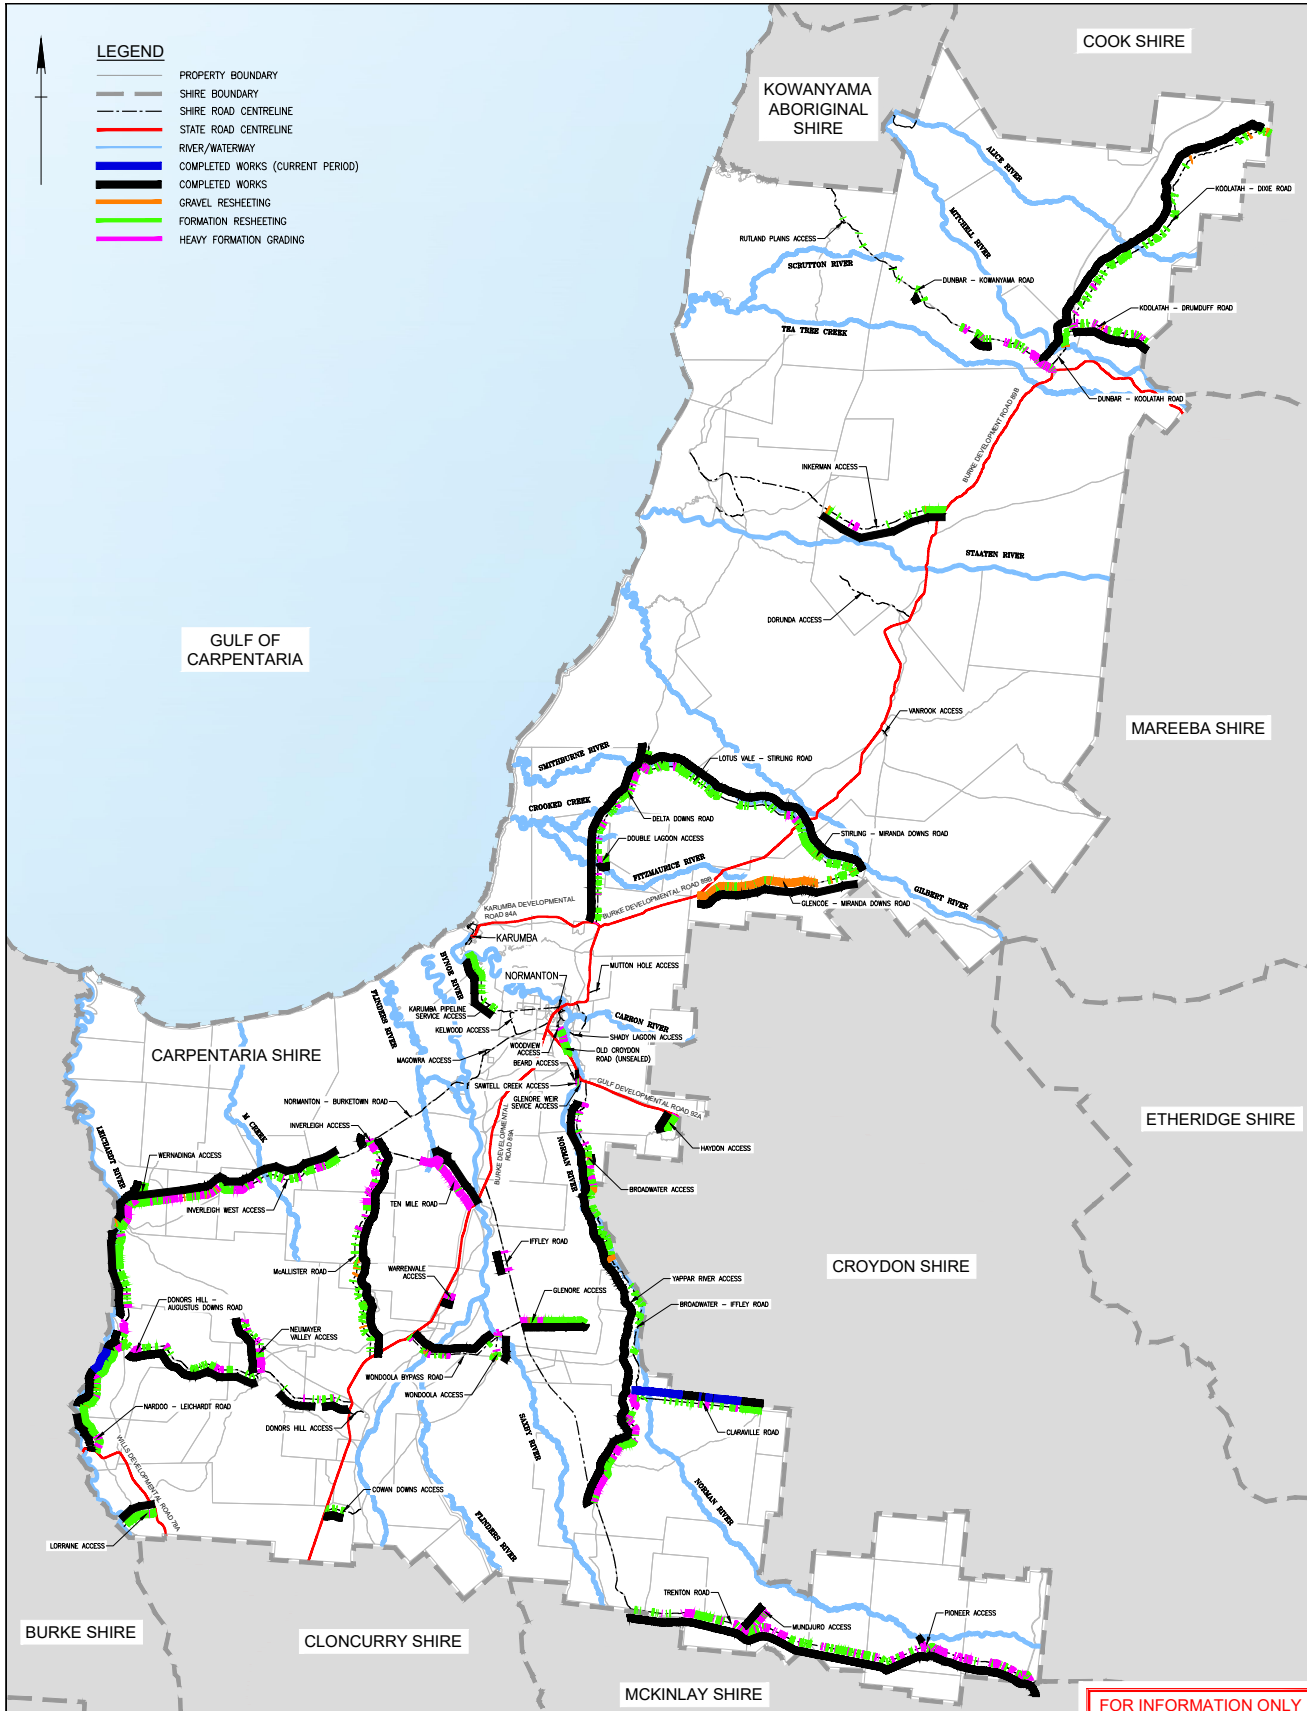 COOK SHIRE
LEGEND
PROPERTY BOUNDARY
SHIRE BOUNDARY
SHIRE ROAD CENTRELINE
STATE ROAD CENTRELINE
RIVER/WATERWAY
COMPLETED WORKS (CURRENT PERIOD)
COMPLETED WORKS
GRAVEL RESHEETING
FORMATION RESHEETING
HEAVY FORMATION GRADING
KOWANYAMA
ABORIGINAL
SHIRE
ALICE RIVER
KOOLATAH - DIXIE ROAD
MITCHELL RIVER
RUTLAND PLAINS ACCESS
SCRUTTON RIVER
DUNBAR - KOWANYAMA ROAD
KOOLATAH - DRUMDUFF ROAD
TEA TREE CREEK
DUNBAR - KOOLATAH ROAD
BURKE DEVELOPMENT ROAD 89B
INKERMAN ACCESS
STAATEN RIVER
DORUNDA ACCESS
GULF OF
CARPENTARIA
VANROOK ACCESS
MAREEBA SHIRE
SMITHBURNE RIVER
LOTUS VALE - STIRLING ROAD
CROOKED CREEK
DELTA DOWNS ROAD
DOUBLE LAGOON ACCESS
STIRLING - MIRANDA DOWNS ROAD
FITZMAURICE RIVER
GILBERT RIVER
BURKE DEVELOPMENTAL ROAD 89B
GLENCOE - MIRANDA DOWNS ROAD
KARUMBA DEVELOPMENTAL
ROAD 84A
KARUMBA
BYNOE RIVER
MUTTON HOLE ACCESS
NORMANTON
FLINDERS RIVER
KARUMBA PIPELINE
SERVICE ACCESS
CARRON RIVER
KELWOOD ACCESS
SHADY LAGOON ACCESS
WOODVIEW
ACCESS
OLD CROYDON
ROAD (UNSEALED)
CARPENTARIA SHIRE
MAGOWRA ACCESS
BEARD ACCESS
SAWTELL CREEK ACCESS
GULF DEVELOPMENTAL ROAD 92A
NORMANTON - BURKETOWN ROAD
GLENORE WEIR
SEVICE ACCESS
M CREEK
INVERLEIGH ACCESS
BURKE DEVELOPMENTAL
ROAD 89A
ETHERIDGE SHIRE
LEICHARDT RIVER
WERNADINGA ACCESS
NORMAN RIVER
HAYDON ACCESS
BROADWATER ACCESS
TEN MILE ROAD
INVERLEIGH WEST ACCESS
IFFLEY ROAD
McALLISTER ROAD
WARRENVALE
ACCESS
CROYDON SHIRE
YAPPAR RIVER ACCESS
DONORS HILL -
AUGUSTUS DOWNS ROAD
GLENORE ACCESS
BROADWATER - IFFLEY ROAD
NEUMAYER
VALLEY ACCESS
WONDOOLA BYPASS ROAD
WONDOOLA ACCESS
NARDOO - LEICHARDT ROAD
DONORS HILL ACCESS
SAXBY RIVER
CLARAVILLE ROAD
WILLS DEVELOPMENTAL ROAD 78A
COWAN DOWNS ACCESS
NORMAN RIVER
FLINDERS RIVER
LORRAINE ACCESS
TRENTON ROAD
MUNDJURO ACCESS
PIONEER ACCESS
BURKE SHIRE
CLONCURRY SHIRE
MCKINLAY SHIRE
FOR INFORMATION ONLY